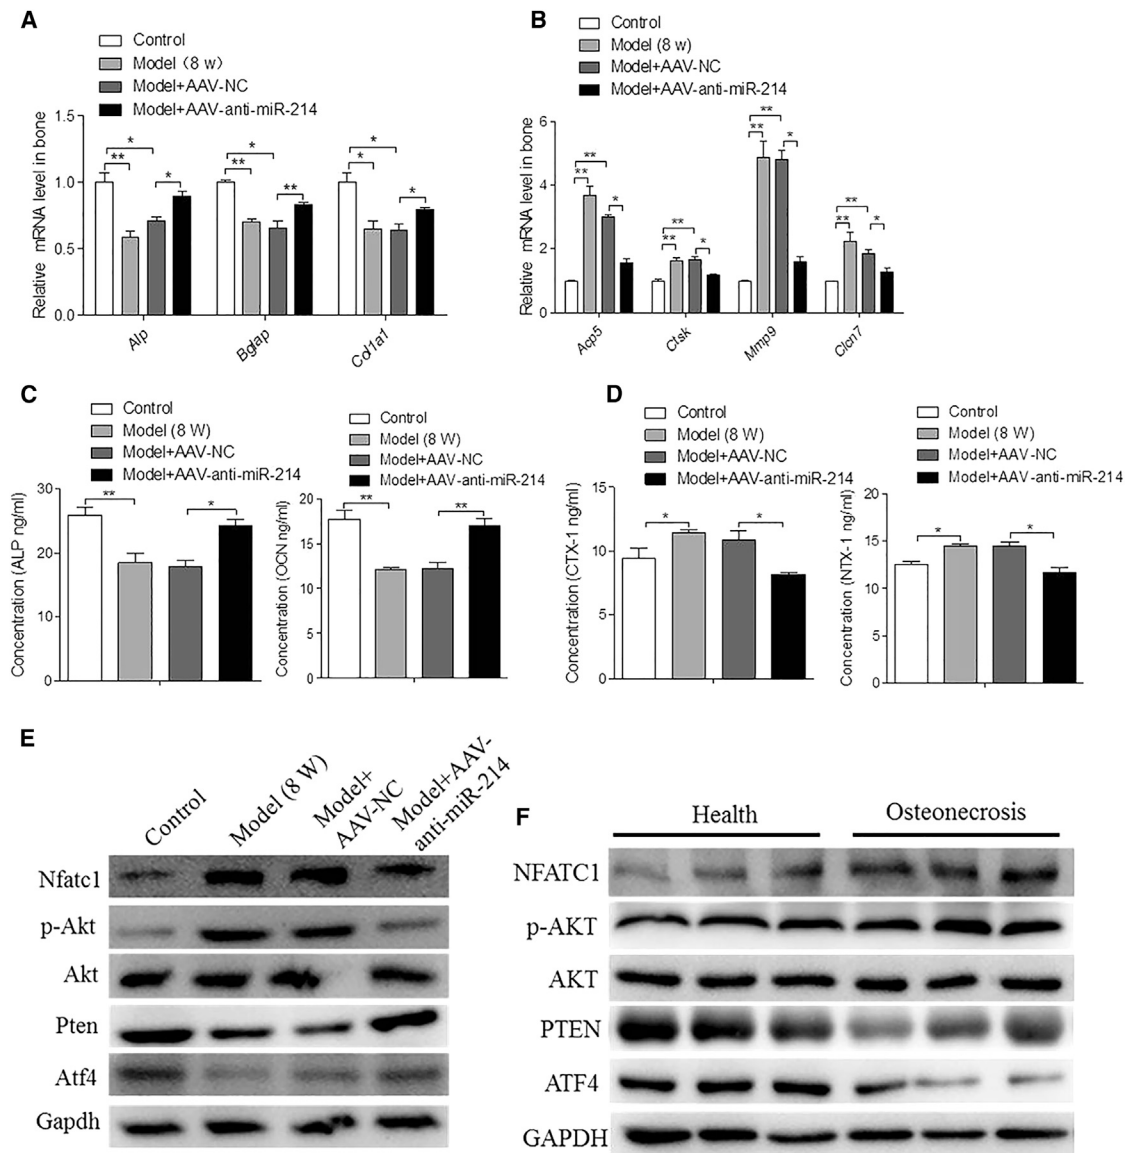 A
Control
Model (8 w)
Model+AAV-NC
Model+AAV-anti-miR-214
Relative mRNA level in bone
1.5
1.0
0.5
0.0
*
**
*
*
**
**
*
*
*
Alp
Bglap
Col1a1
B
Control
Model (8 w)
Model+AAV-NC
Model+AAV-anti-miR-214
Relative mRNA level in bone
6
4
2
0
**
**
*
**
**
*
**
**
*
**
**
*
Acp5
Ctsk
Mmp9
Clcn7
C
Control
Model (8 W)
Model+AAV-NC
Model+AAV-anti-miR-214
Concentration (ALP ng/ml)
30
20
10
0
**
*
Control
Model (8 W)
Model+AAV-NC
Model+AAV-anti-miR-214
Concentration (OCN ng/ml)
20
15
10
5
0
**
**
D
Control
Model (8 W)
Model+AAV-NC
Model+AAV-anti-miR-214
Concentration (CTX-1 ng/ml)
15
10
5
0
*
*
Control
Model (8 W)
Model+AAV-NC
Model+AAV-anti-miR-214
Concentration (NTX-1 ng/ml)
20
15
10
5
0
*
*
E
Control
Model (8 W)
Model+
AAV-NC
Model+AAV-
anti-miR-214
Nfatc1
p-Akt
Akt
Pten
Atf4
Gapdh
F
Health
Osteonecrosis
NFATC1
p-AKT
AKT
PTEN
ATF4
GAPDH